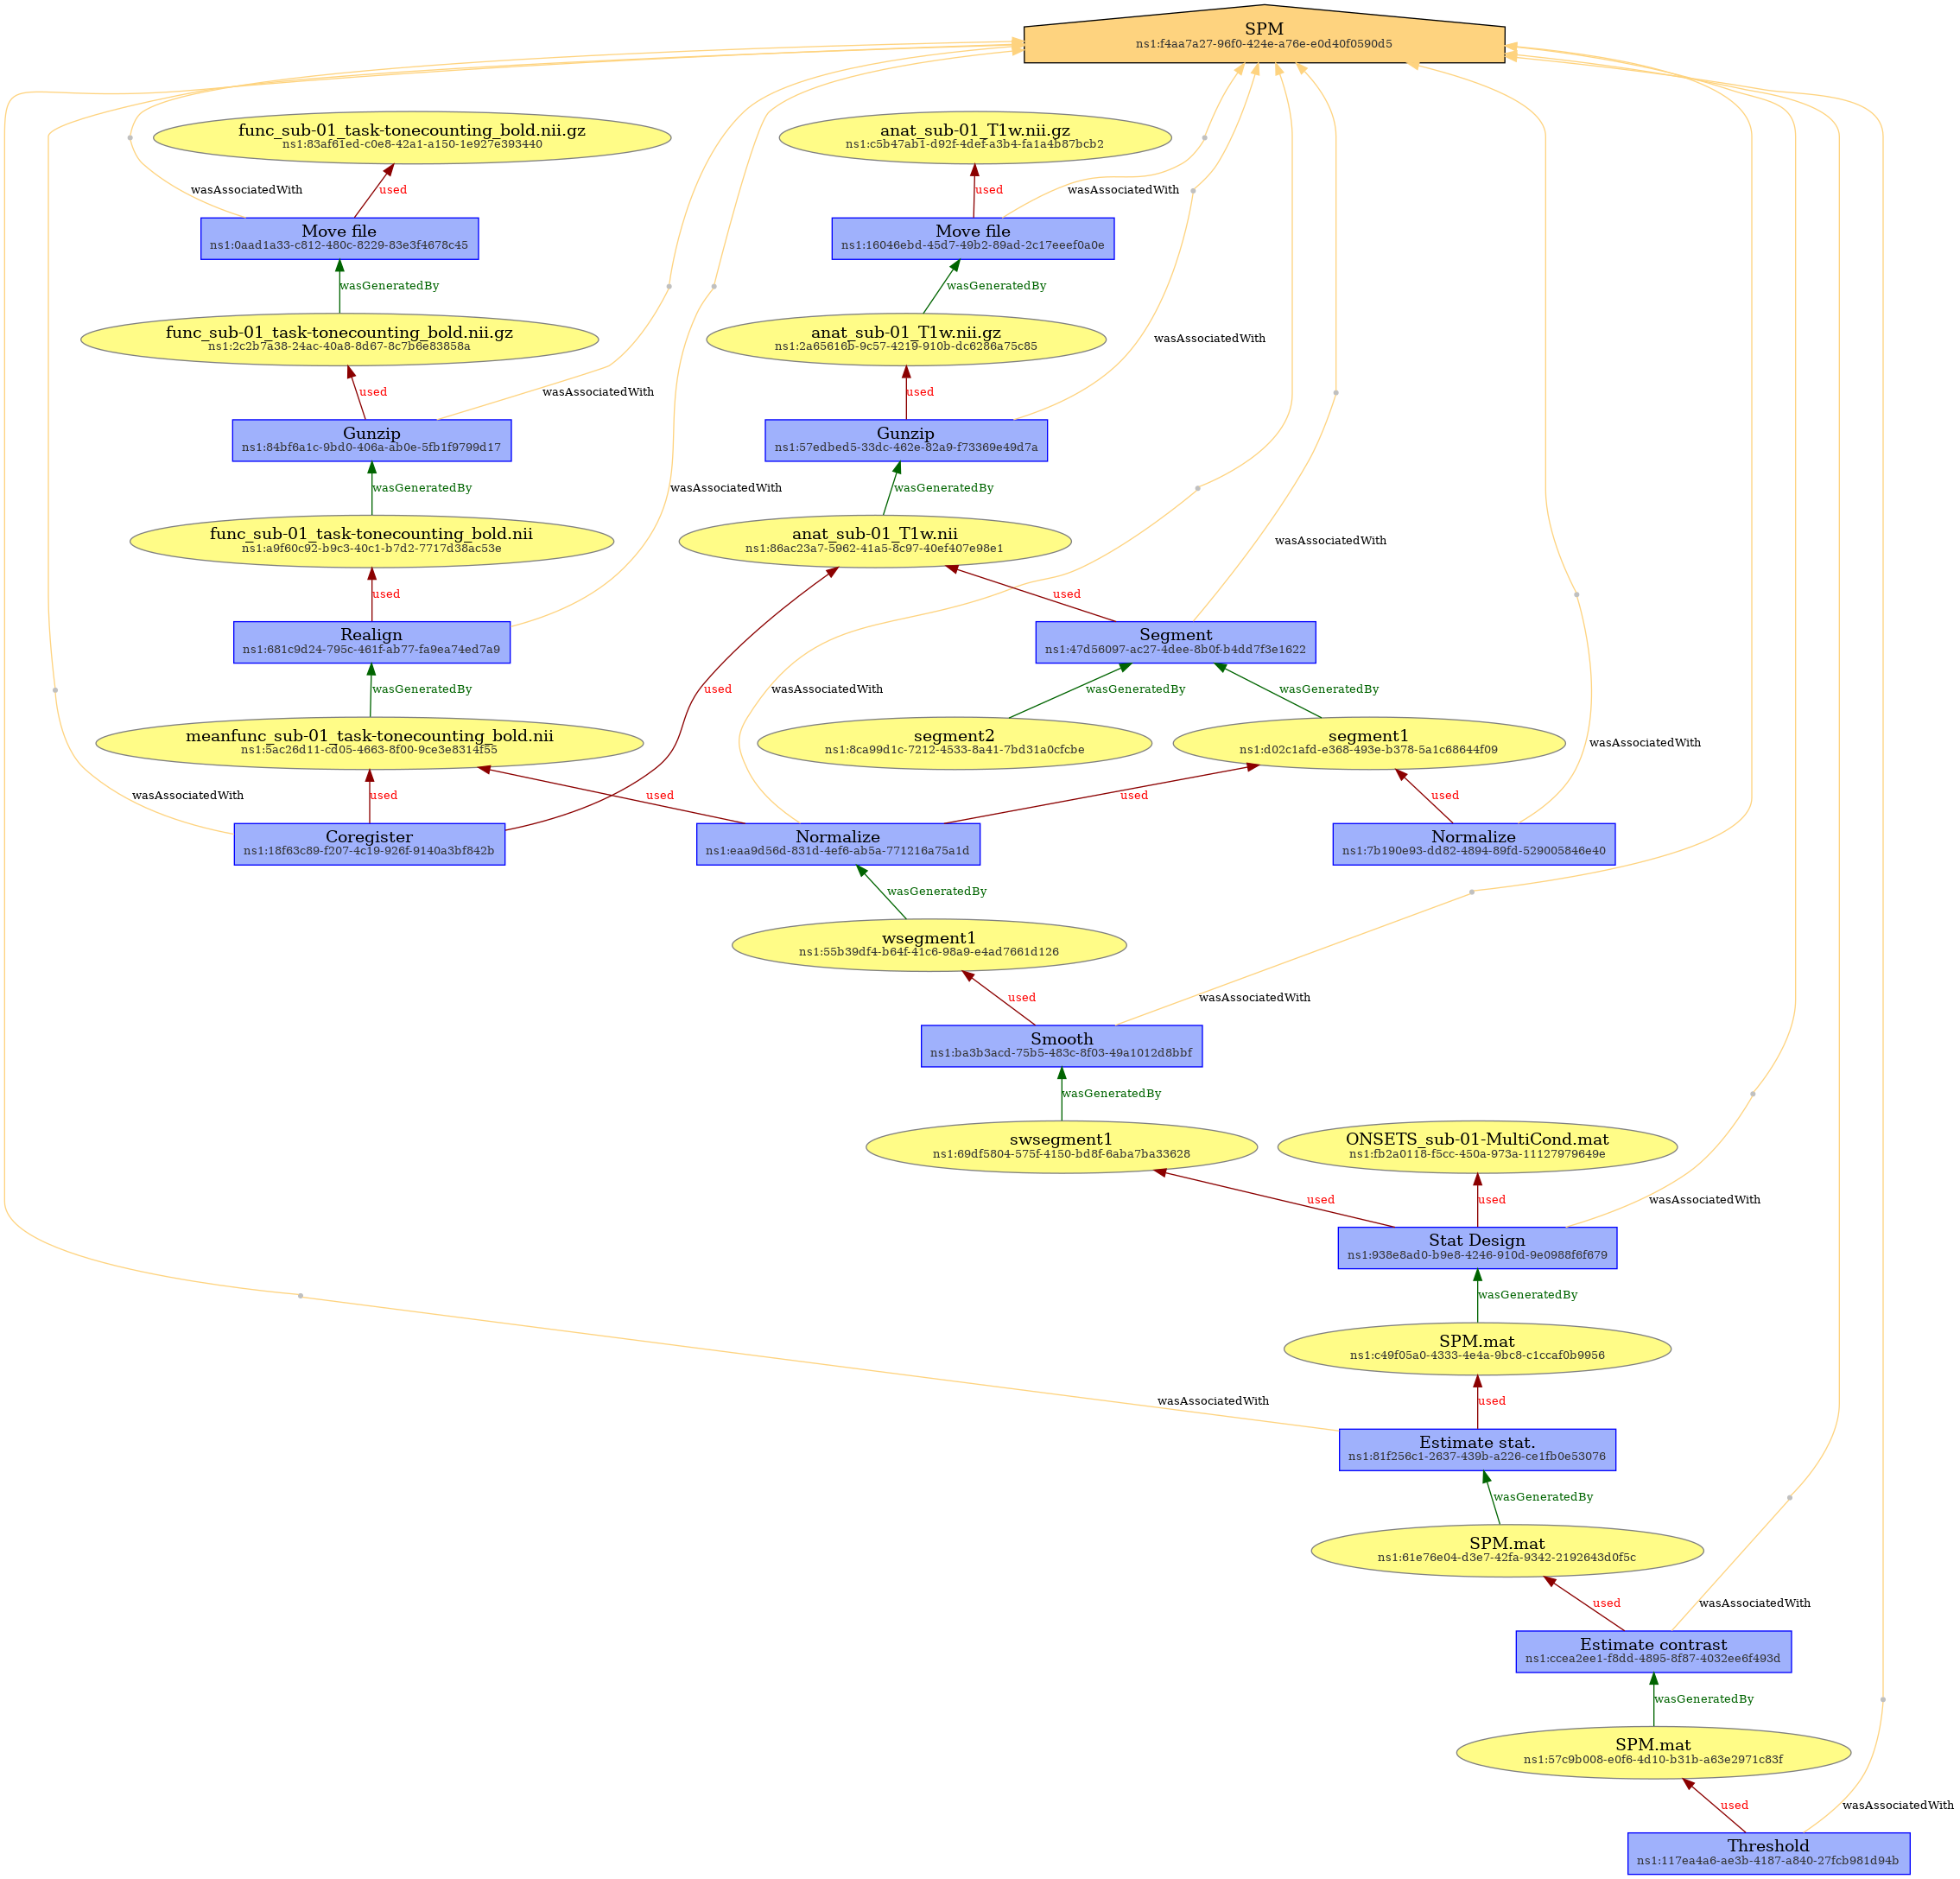 SPM
ns1:f4aa7a27-96f0-424e-a76e-e0d40f0590d5
func_sub-01_task-tonecounting_bold.nii.gz
ns1:83af61ed-c0e8-42a1-a150-1e927e393440
anat_sub-01_T1w.nii.gz
ns1:c5b47ab1-d92f-4def-a3b4-fa1a4b87bcb2
wasAssociatedWith
used
used
wasAssociatedWith
Move file
ns1:0aad1a33-c812-480c-8229-83e3f4678c45
Move file
ns1:16046ebd-45d7-49b2-89ad-2c17eeef0a0e
wasGeneratedBy
wasGeneratedBy
func_sub-01_task-tonecounting_bold.nii.gz
ns1:2c2b7a38-24ac-40a8-8d67-8c7b6e83858a
anat_sub-01_T1w.nii.gz
ns1:2a65616b-9c57-4219-910b-dc6286a75c85
wasAssociatedWith
used
wasAssociatedWith
used
Gunzip
ns1:84bf6a1c-9bd0-406a-ab0e-5fb1f9799d17
Gunzip
ns1:57edbed5-33dc-462e-82a9-f73369e49d7a
wasGeneratedBy
wasAssociatedWith
wasGeneratedBy
func_sub-01_task-tonecounting_bold.nii
ns1:a9f60c92-b9c3-40c1-b7d2-7717d38ac53e
anat_sub-01_T1w.nii
ns1:86ac23a7-5962-41a5-8c97-40ef407e98e1
wasAssociatedWith
used
used
Realign
ns1:681c9d24-795c-461f-ab77-fa9ea74ed7a9
Segment
ns1:47d56097-ac27-4dee-8b0f-b4dd7f3e1622
wasGeneratedBy
used
wasAssociatedWith
wasGeneratedBy
wasGeneratedBy
meanfunc_sub-01_task-tonecounting_bold.nii
ns1:5ac26d11-cd05-4663-8f00-9ce3e8314f55
segment2
ns1:8ca99d1c-7212-4533-8a41-7bd31a0cfcbe
segment1
ns1:d02c1afd-e368-493e-b378-5a1c68644f09
wasAssociatedWith
wasAssociatedWith
used
used
used
used
Coregister
ns1:18f63c89-f207-4c19-926f-9140a3bf842b
Normalize
ns1:eaa9d56d-831d-4ef6-ab5a-771216a75a1d
Normalize
ns1:7b190e93-dd82-4894-89fd-529005846e40
wasGeneratedBy
wsegment1
ns1:55b39df4-b64f-41c6-98a9-e4ad7661d126
used
wasAssociatedWith
Smooth
ns1:ba3b3acd-75b5-483c-8f03-49a1012d8bbf
wasGeneratedBy
swsegment1
ns1:69df5804-575f-4150-bd8f-6aba7ba33628
ONSETS_sub-01-MultiCond.mat
ns1:fb2a0118-f5cc-450a-973a-11127979649e
used
used
wasAssociatedWith
Stat Design
ns1:938e8ad0-b9e8-4246-910d-9e0988f6f679
wasGeneratedBy
SPM.mat
ns1:c49f05a0-4333-4e4a-9bc8-c1ccaf0b9956
wasAssociatedWith
used
Estimate stat.
ns1:81f256c1-2637-439b-a226-ce1fb0e53076
wasGeneratedBy
SPM.mat
ns1:61e76e04-d3e7-42fa-9342-2192643d0f5c
used
wasAssociatedWith
Estimate contrast
ns1:ccea2ee1-f8dd-4895-8f87-4032ee6f493d
wasGeneratedBy
SPM.mat
ns1:57c9b008-e0f6-4d10-b31b-a63e2971c83f
used
wasAssociatedWith
Threshold
ns1:117ea4a6-ae3b-4187-a840-27fcb981d94b